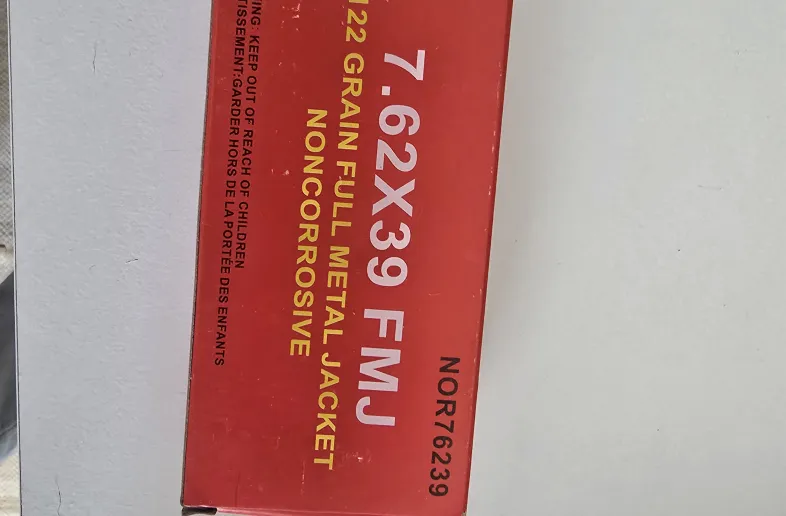 NOR76239
7.62X39 FMJ
122 GRAIN FULL METAL JACKET
NONCORROSIVE
KEEP OUT OF REACH OF CHILDREN
GARDER HORS DE LA PORTÉE DES ENFANTS